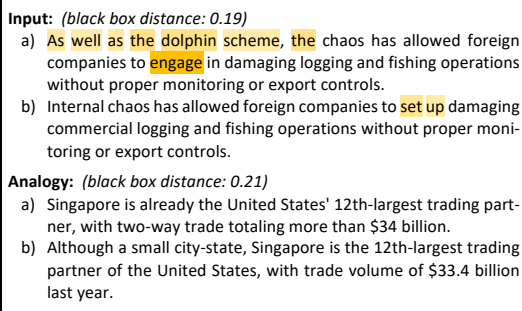 Input: (black box distance: 0.19)
a) As well as the dolphin scheme, the chaos has allowed foreign
companies to engage in damaging logging and fishing operations
without proper monitoring or export controls.
b) Internal chaos has allowed foreign companies to set up damaging
commercial logging and fishing operations without proper moni-
toring or export controls.
Analogy: (black box distance: 0.21)
a) Singapore is already the United States' 12th-largest trading part-
ner, with two-way trade totaling more than $34 billion.
b) Although a small city-state, Singapore is the 12th-largest trading
partner of the United States, with trade volume of $33.4 billion
last year.